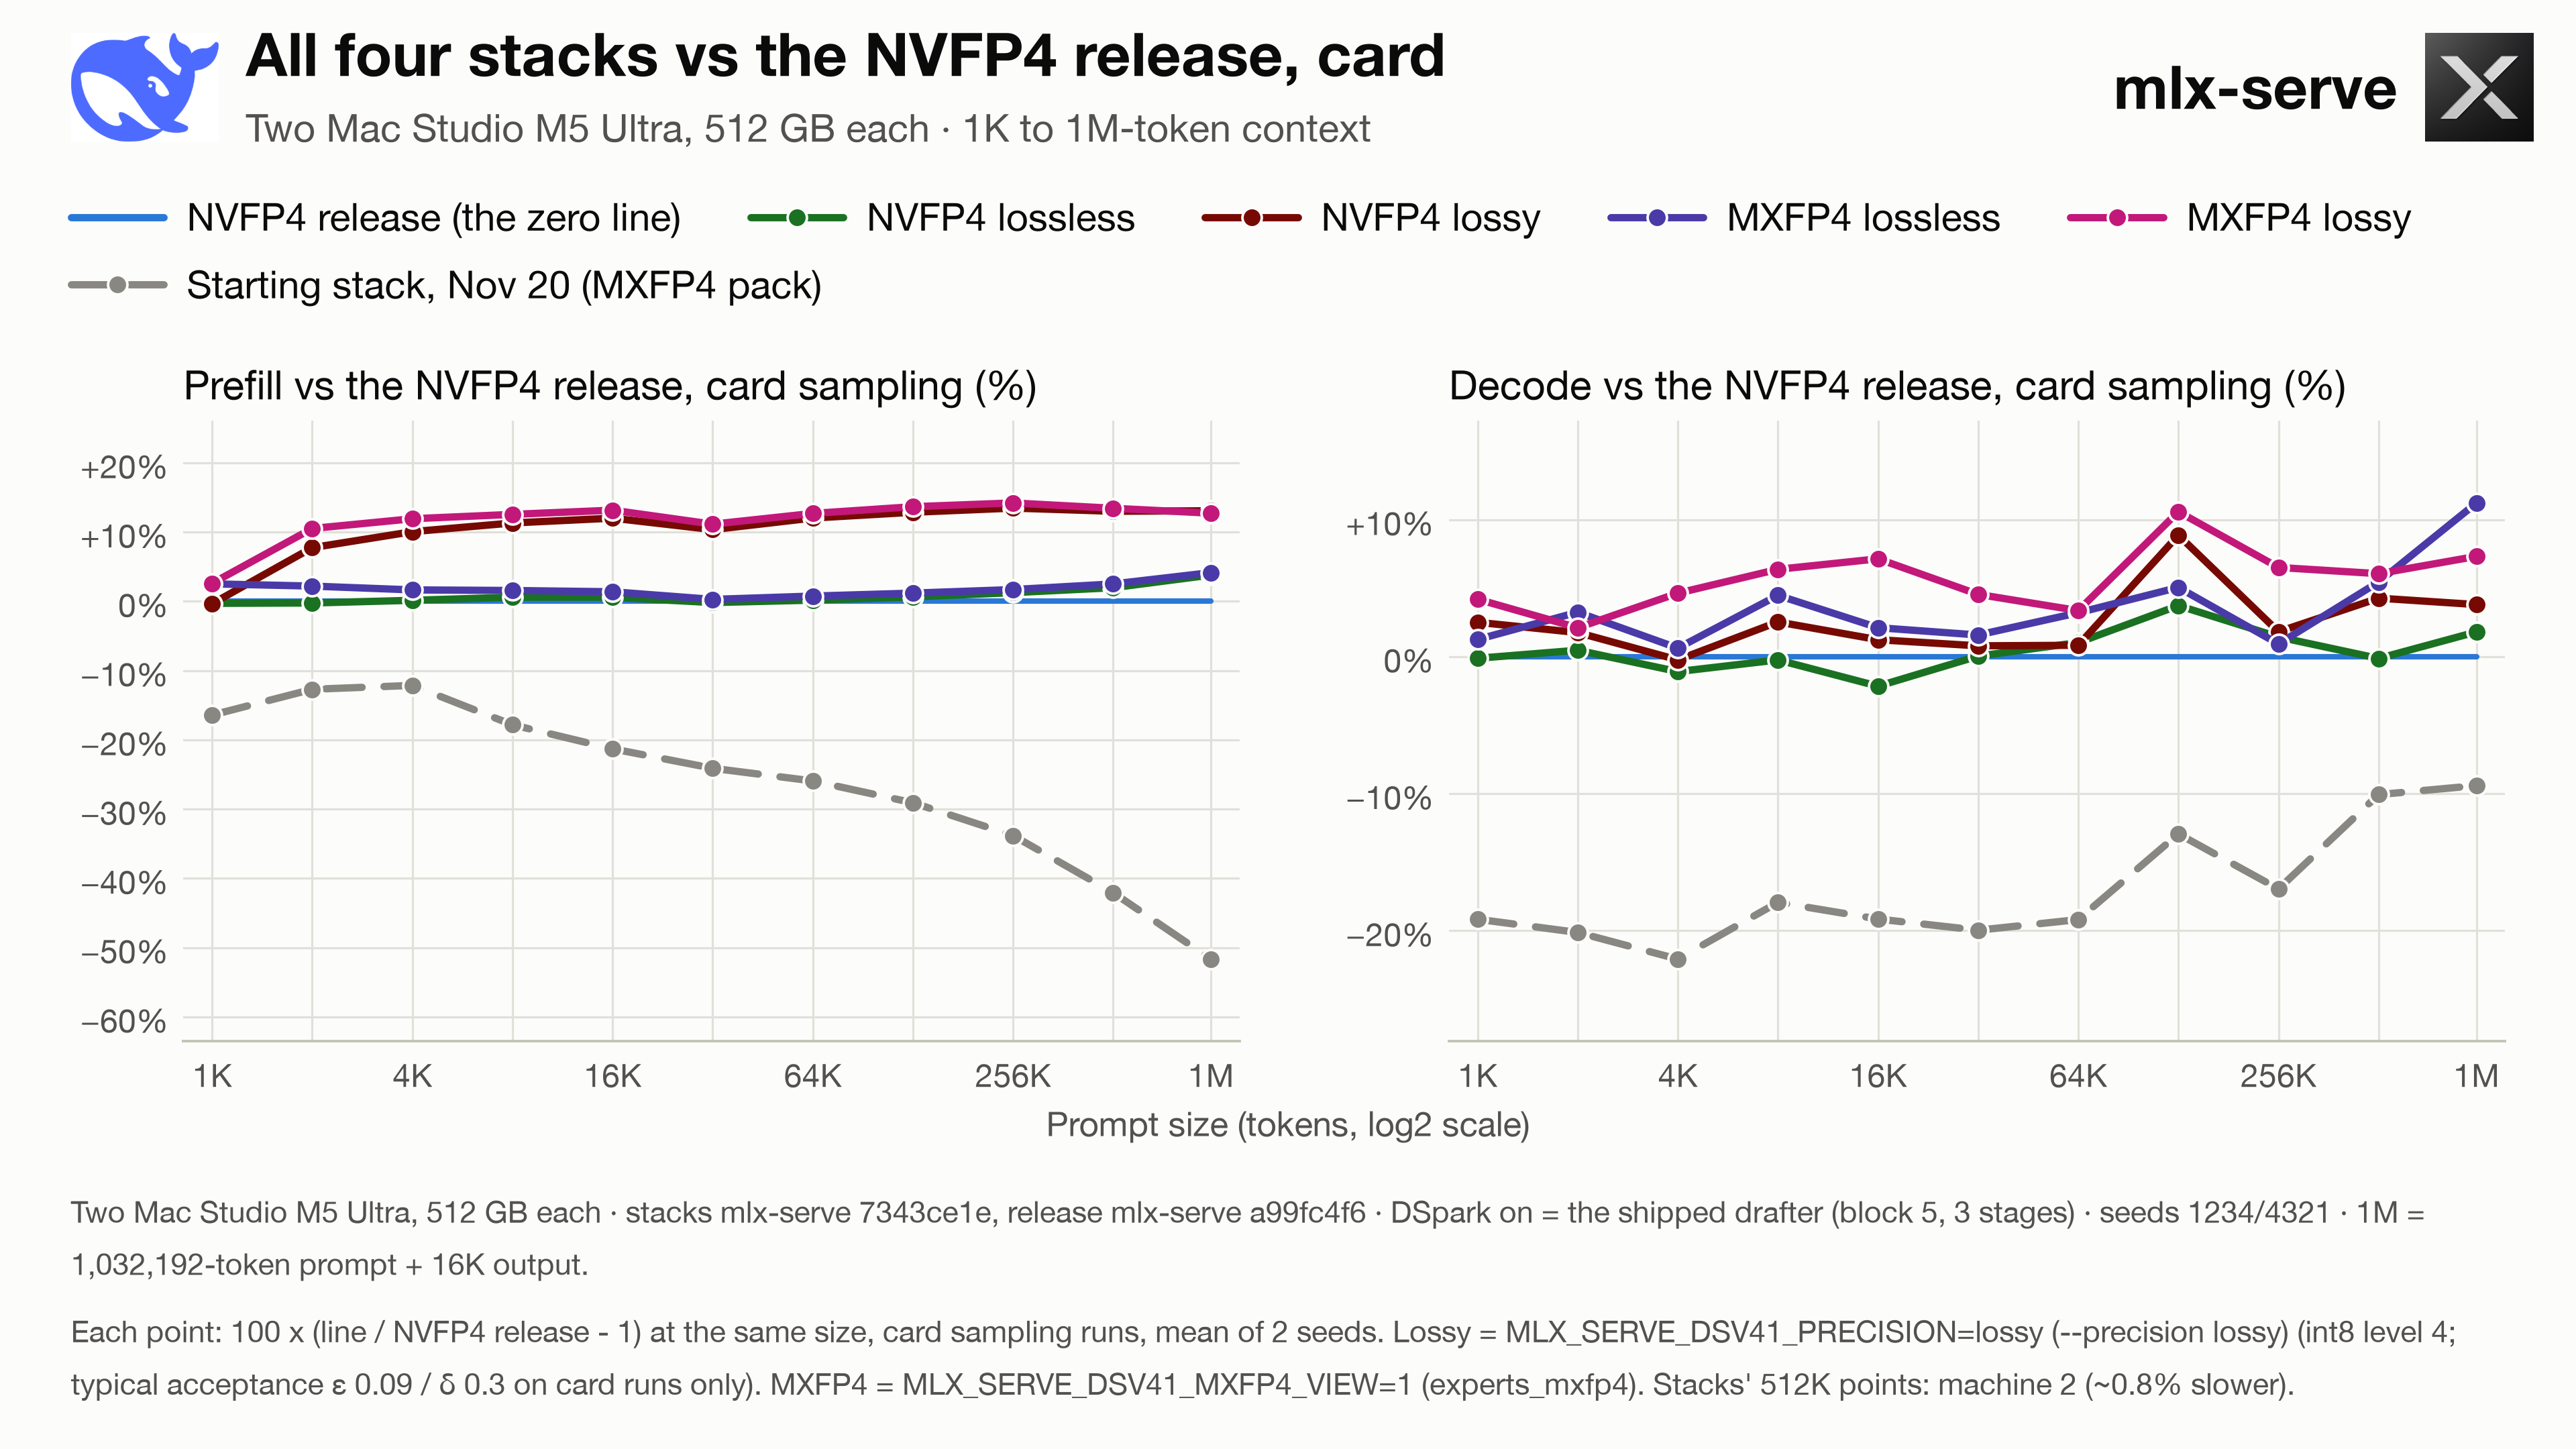 All four stacks vs the NVFP4 release, card
Two Mac Studio M5 Ultra, 512 GB each · 1K to 1M-token context
mlx-serve
NVFP4 release (the zero line)
NVFP4 lossless
NVFP4 lossy
MXFP4 lossless
MXFP4 lossy
Starting stack, Nov 20 (MXFP4 pack)
Prefill vs the NVFP4 release, card sampling (%)
+20%
+10%
0%
−10%
−20%
−30%
−40%
−50%
−60%
1K 4K 16K 64K 256K 1M
Decode vs the NVFP4 release, card sampling (%)
+10%
0%
−10%
−20%
1K 4K 16K 64K 256K 1M
Prompt size (tokens, log2 scale)
Two Mac Studio M5 Ultra, 512 GB each · stacks mlx-serve 7343ce1e, release mlx-serve a99fc4f6 · DSpark on = the shipped drafter (block 5, 3 stages) · seeds 1234/4321 · 1M =
1,032,192-token prompt + 16K output.
Each point: 100 x (line / NVFP4 release - 1) at the same size, card sampling runs, mean of 2 seeds. Lossy = MLX_SERVE_DSV41_PRECISION=lossy (--precision lossy) (int8 level 4;
typical acceptance ε 0.09 / δ 0.3 on card runs only). MXFP4 = MLX_SERVE_DSV41_MXFP4_VIEW=1 (experts_mxfp4). Stacks' 512K points: machine 2 (~0.8% slower).